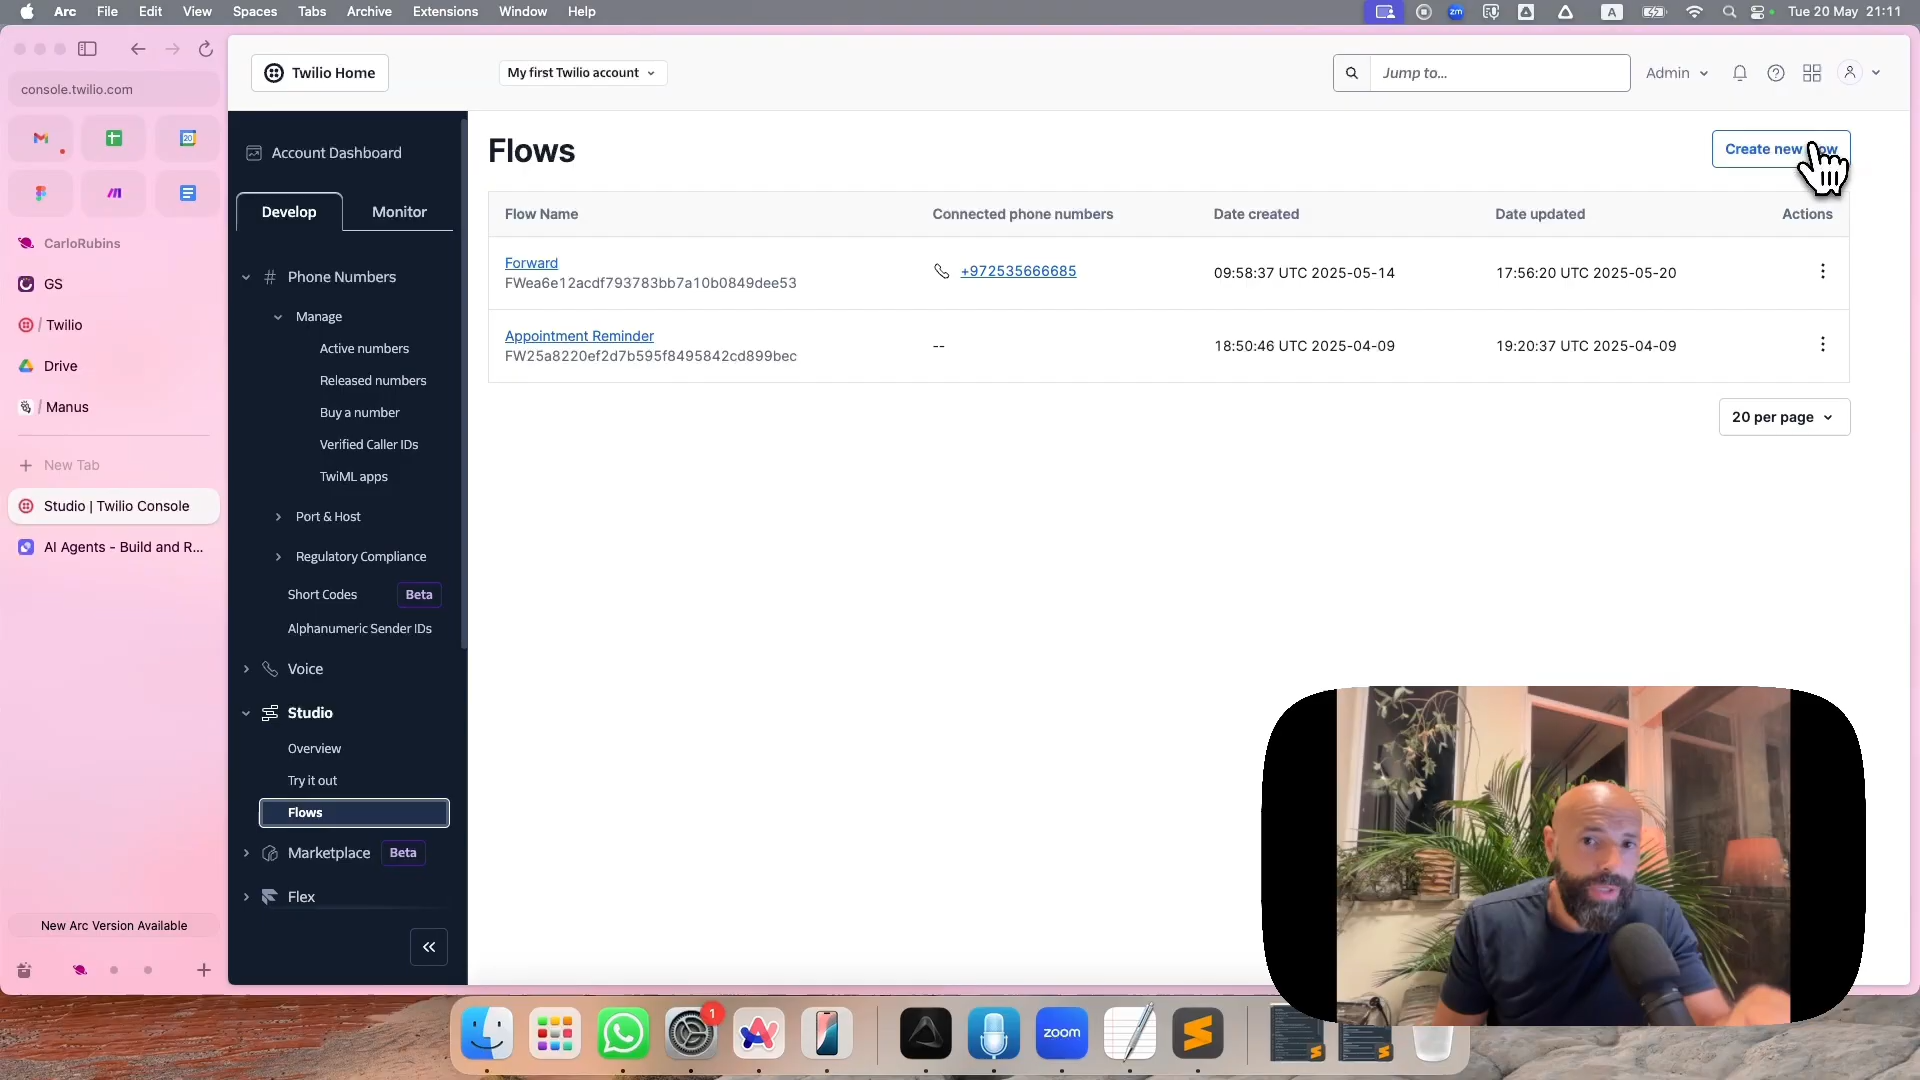 Arc File Edit View Spaces Tabs Archive Extensions Window Help
zm A Tue 20 May 21:11
console.twilio.com
20
CarloRubins
GS
/ Twilio
Drive
/ Manus
New Tab
Studio | Twilio Console
AI Agents - Build and R...
New Arc Version Available
Twilio Home
My first Twilio account
Jump to...
Admin
Account Dashboard
Develop
Monitor
Phone Numbers
Manage
Active numbers
Released numbers
Buy a number
Verified Caller IDs
TwiML apps
Port & Host
Regulatory Compliance
Short Codes Beta
Alphanumeric Sender IDs
Voice
Studio
Overview
Try it out
Flows
Marketplace Beta
Flex
Flows
Create new
Flow Name Connected phone numbers Date created Date updated Actions
Forward
FWea6e12acdf793783bb7a10b0849dee53
+972535666685
09:58:37 UTC 2025-05-14
17:56:20 UTC 2025-05-20
Appointment Reminder
FW25a8220ef2d7b595f8495842cd899bec
--
18:50:46 UTC 2025-04-09
19:20:37 UTC 2025-04-09
20 per page
1
zoom